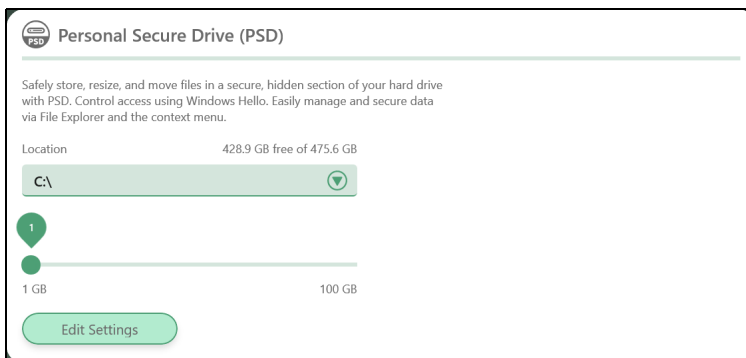 PSD
Personal Secure Drive (PSD)
Safely store, resize, and move files in a secure, hidden section of your hard drive
with PSD. Control access using Windows Hello. Easily manage and secure data
via File Explorer and the context menu.
Location 428.9 GB free of 475.6 GB
C:\
1
1 GB 100 GB
Edit Settings